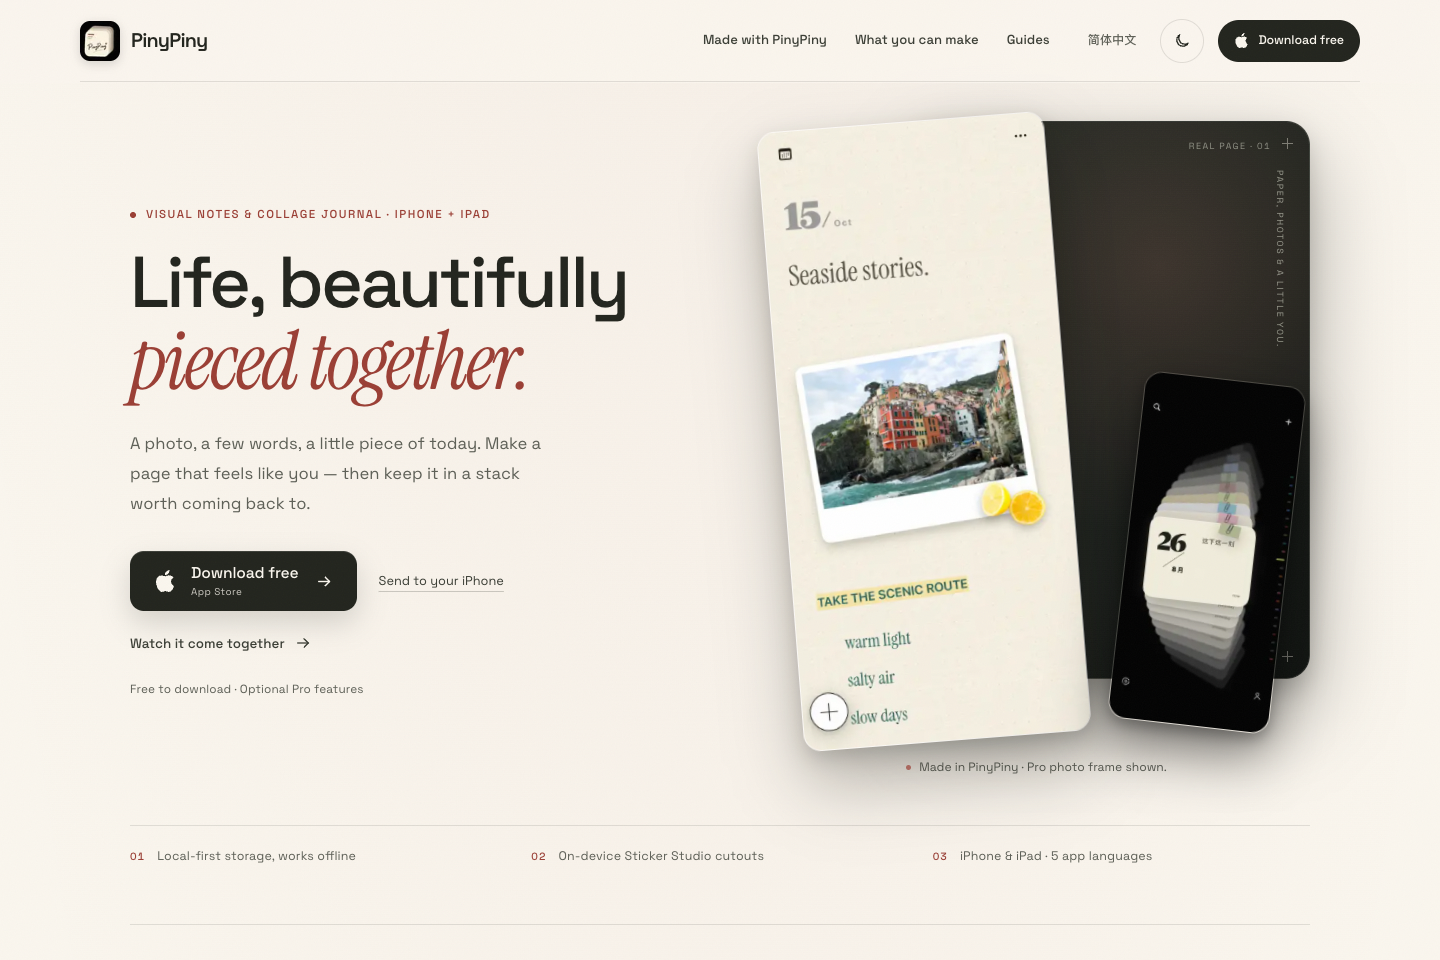 PinyPiny
Made with PinyPiny
What you can make
Guides
简体中文
Download free
VISUAL NOTES & COLLAGE JOURNAL · IPHONE + IPAD
Life, beautifully
pieced together.
A photo, a few words, a little piece of today. Make a
page that feels like you — then keep it in a stack
worth coming back to.
Download free
App Store
Send to your iPhone
Watch it come together
Free to download · Optional Pro features
15/ Oct
Seaside stories.
TAKE THE SCENIC ROUTE
warm light
salty air
slow days
REAL PAGE · 01
PAPER, PHOTOS & A LITTLE YOU.
26
Made in PinyPiny · Pro photo frame shown.
01 Local-first storage, works offline
02 On-device Sticker Studio cutouts
03 iPhone & iPad · 5 app languages